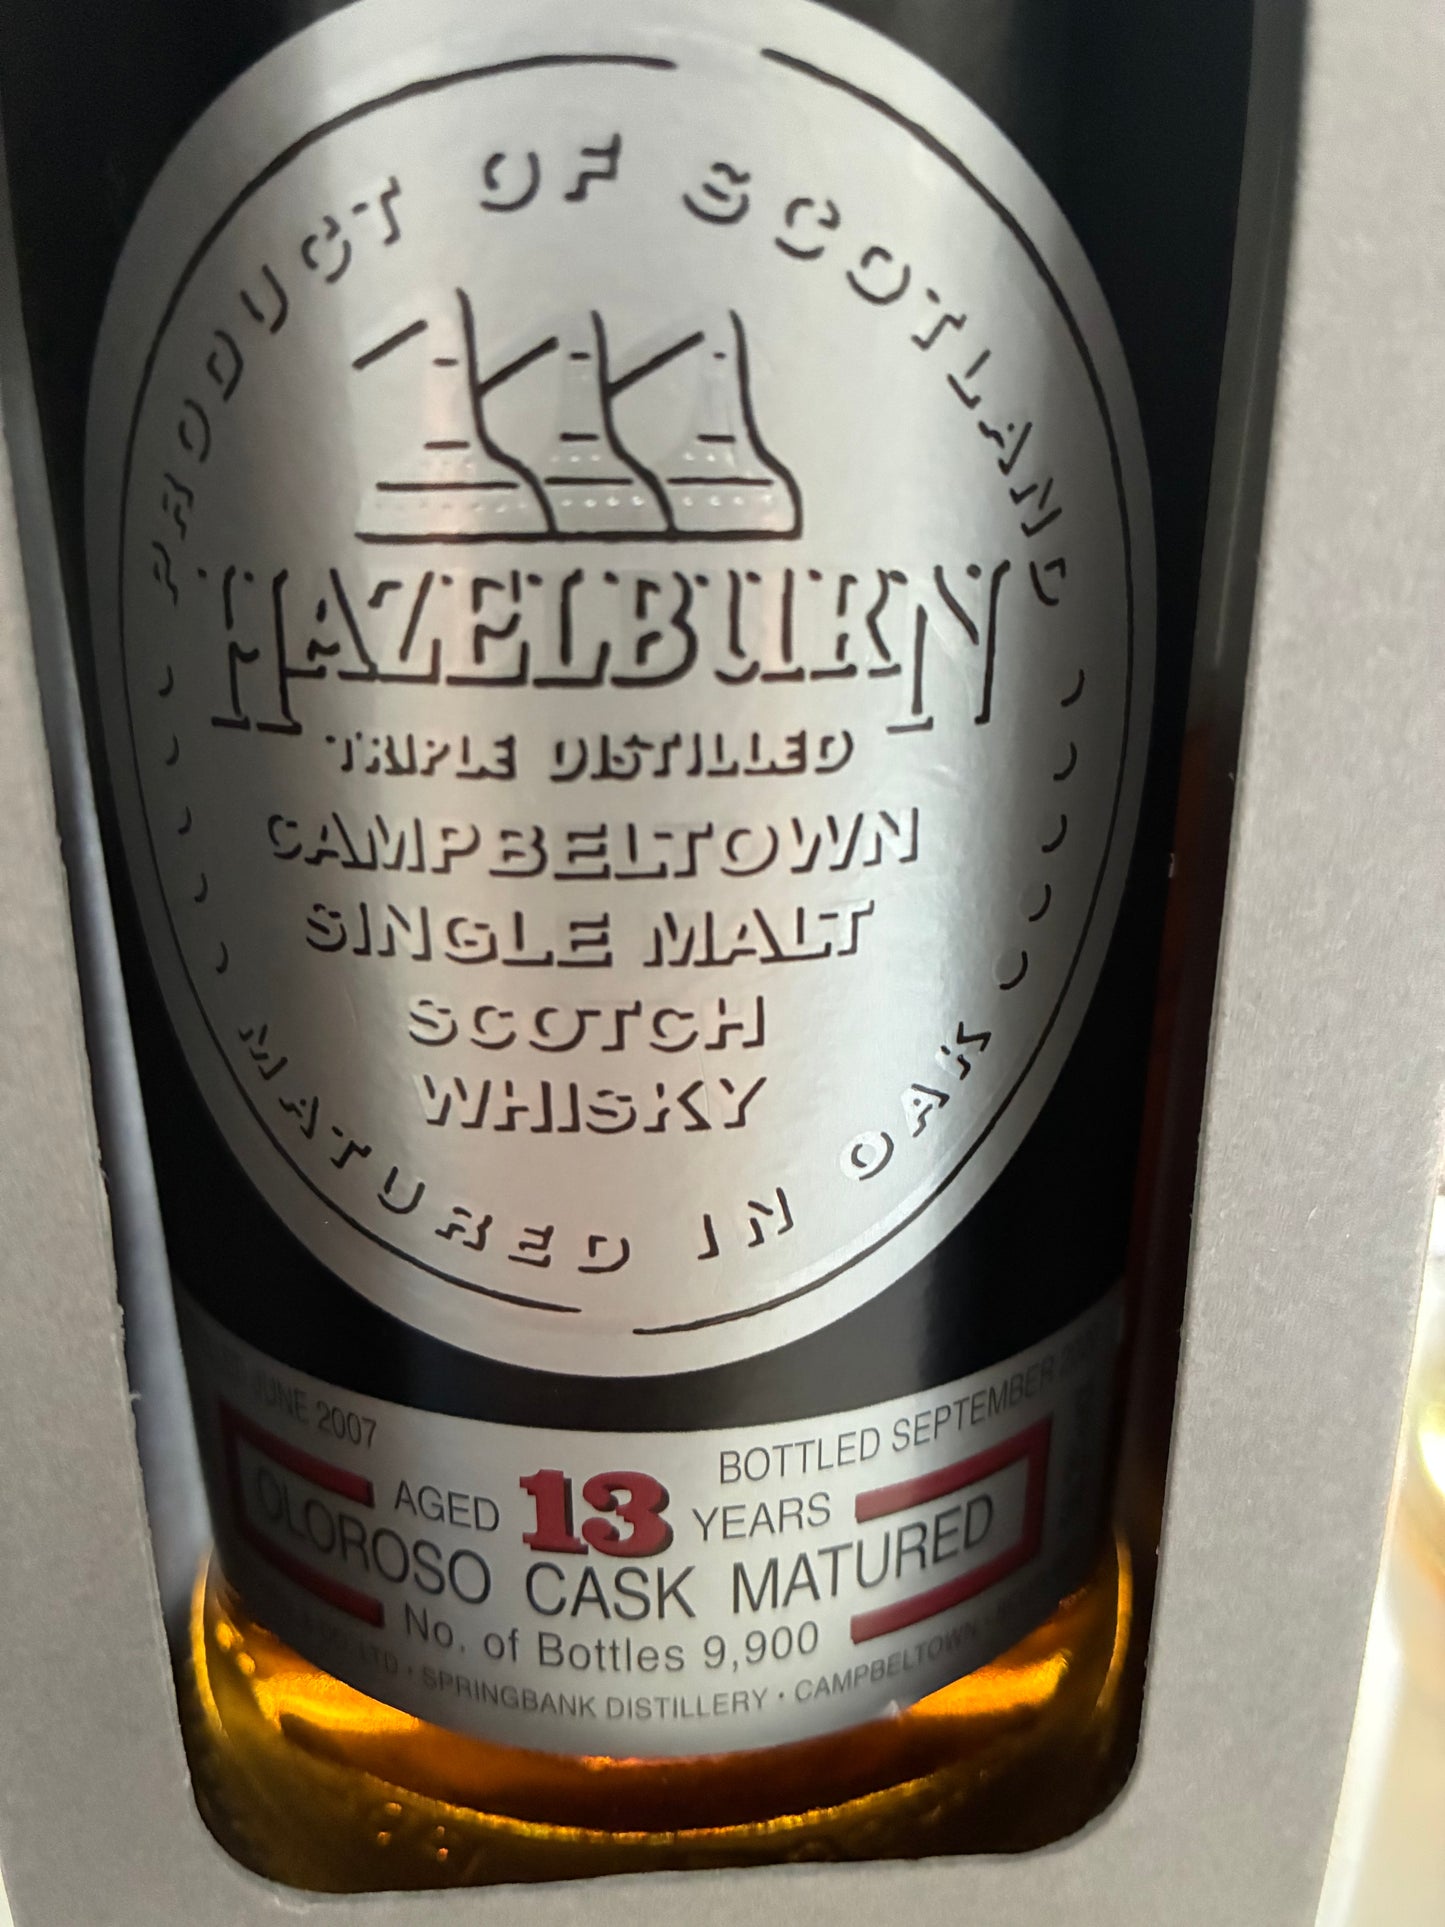 PRODUCT OF SCOTLAND
HAZELBURN
TRIPLE DISTILLED
CAMPBELTOWN
SINGLE MALT
SCOTCH
WHISKY
MATURED IN OAK
JUNE 2007
BOTTLED SEPTEMBER
AGED 13 YEARS
OLOROSO CASK MATURED
No. of Bottles 9,900
LTD · SPRINGBANK DISTILLERY · CAMPBELTOWN